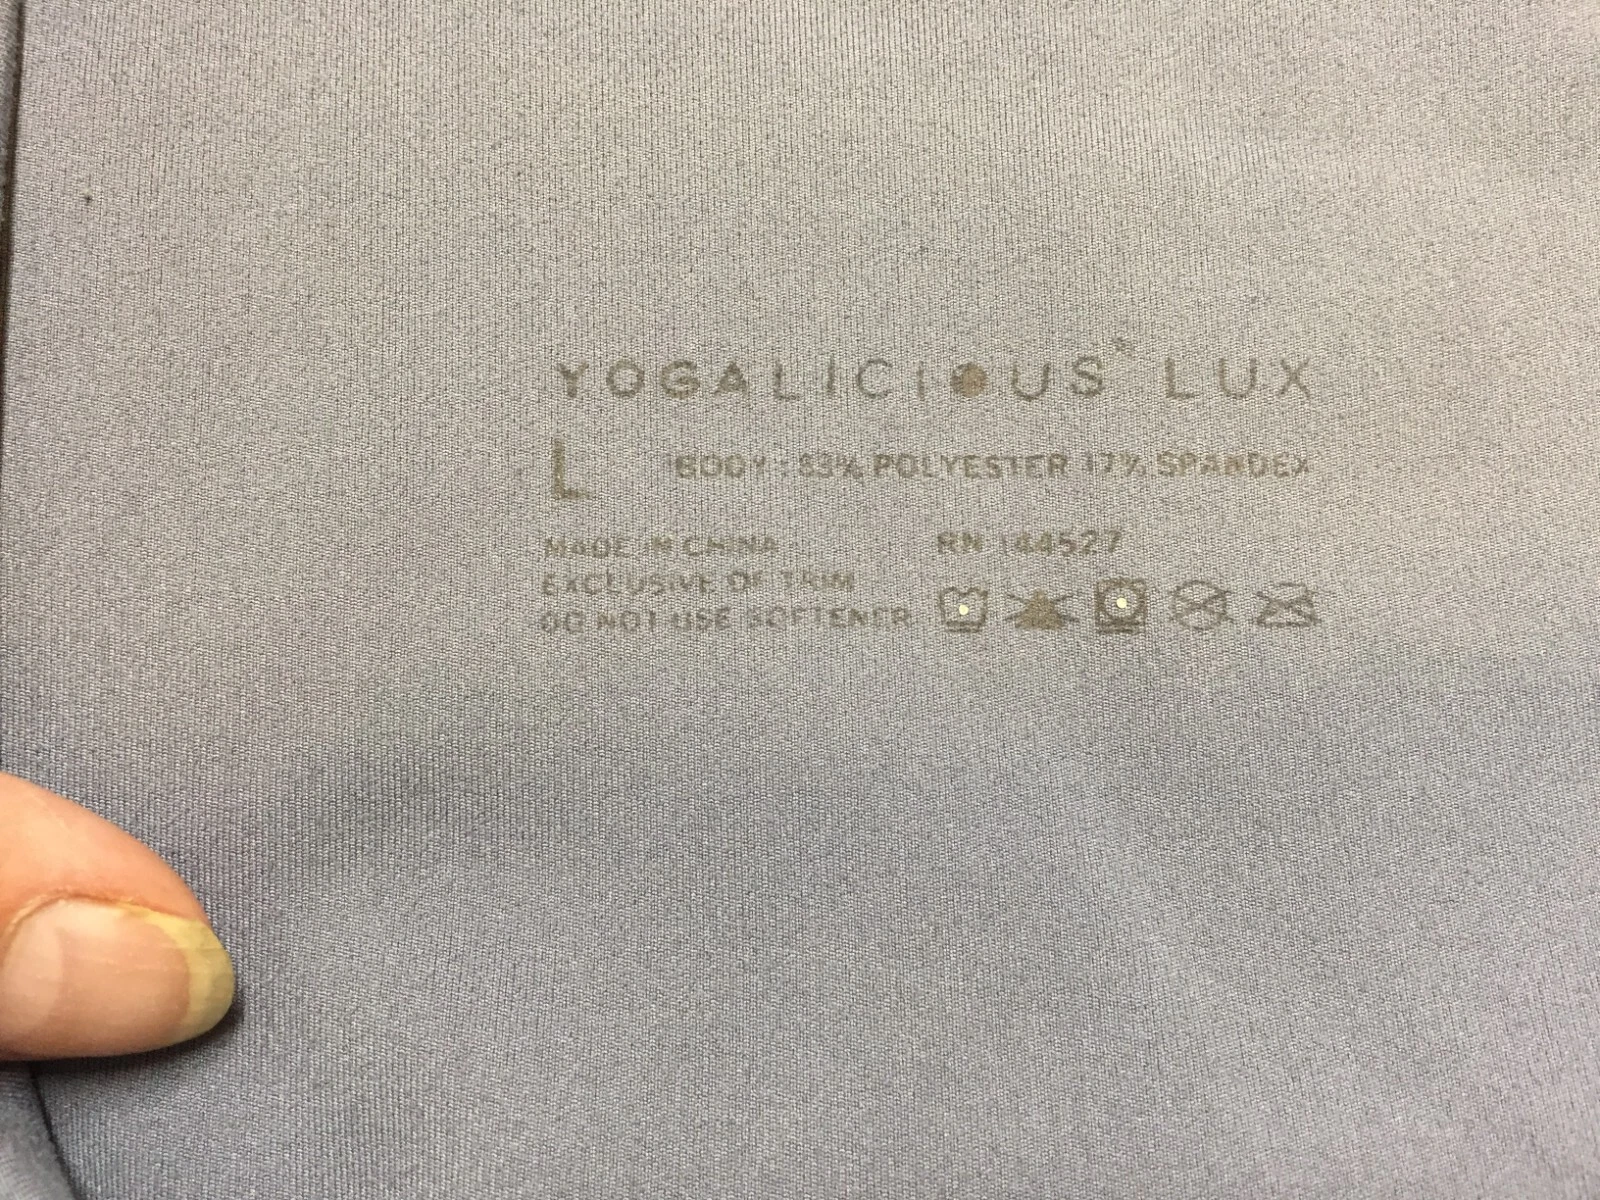 YOGALICIOUS® LUX
L BODY: 83% POLYESTER 17% SPANDEX
MADE IN CHINA
EXCLUSIVE OF TRIM
DO NOT USE SOFTENER
RN 144527